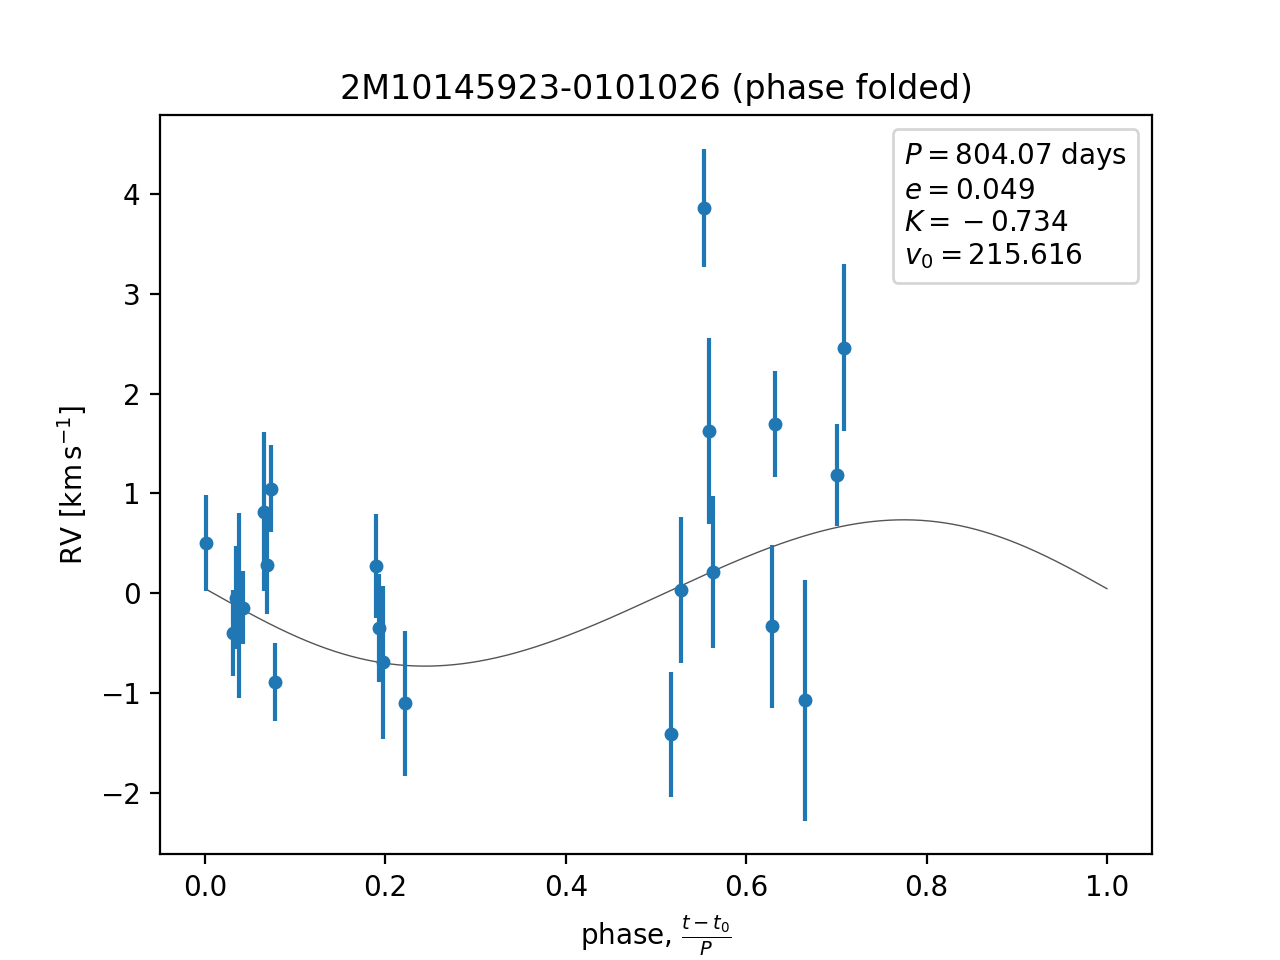 2M10145923-0101026 (phase folded)
P = 804.07 days
e = 0.049
K = −0.734
v₀ = 215.616
RV [km s⁻¹]
4
3
2
1
0
−1
−2
0.0 0.2 0.4 0.6 0.8 1.0
phase, (t − t₀)/P